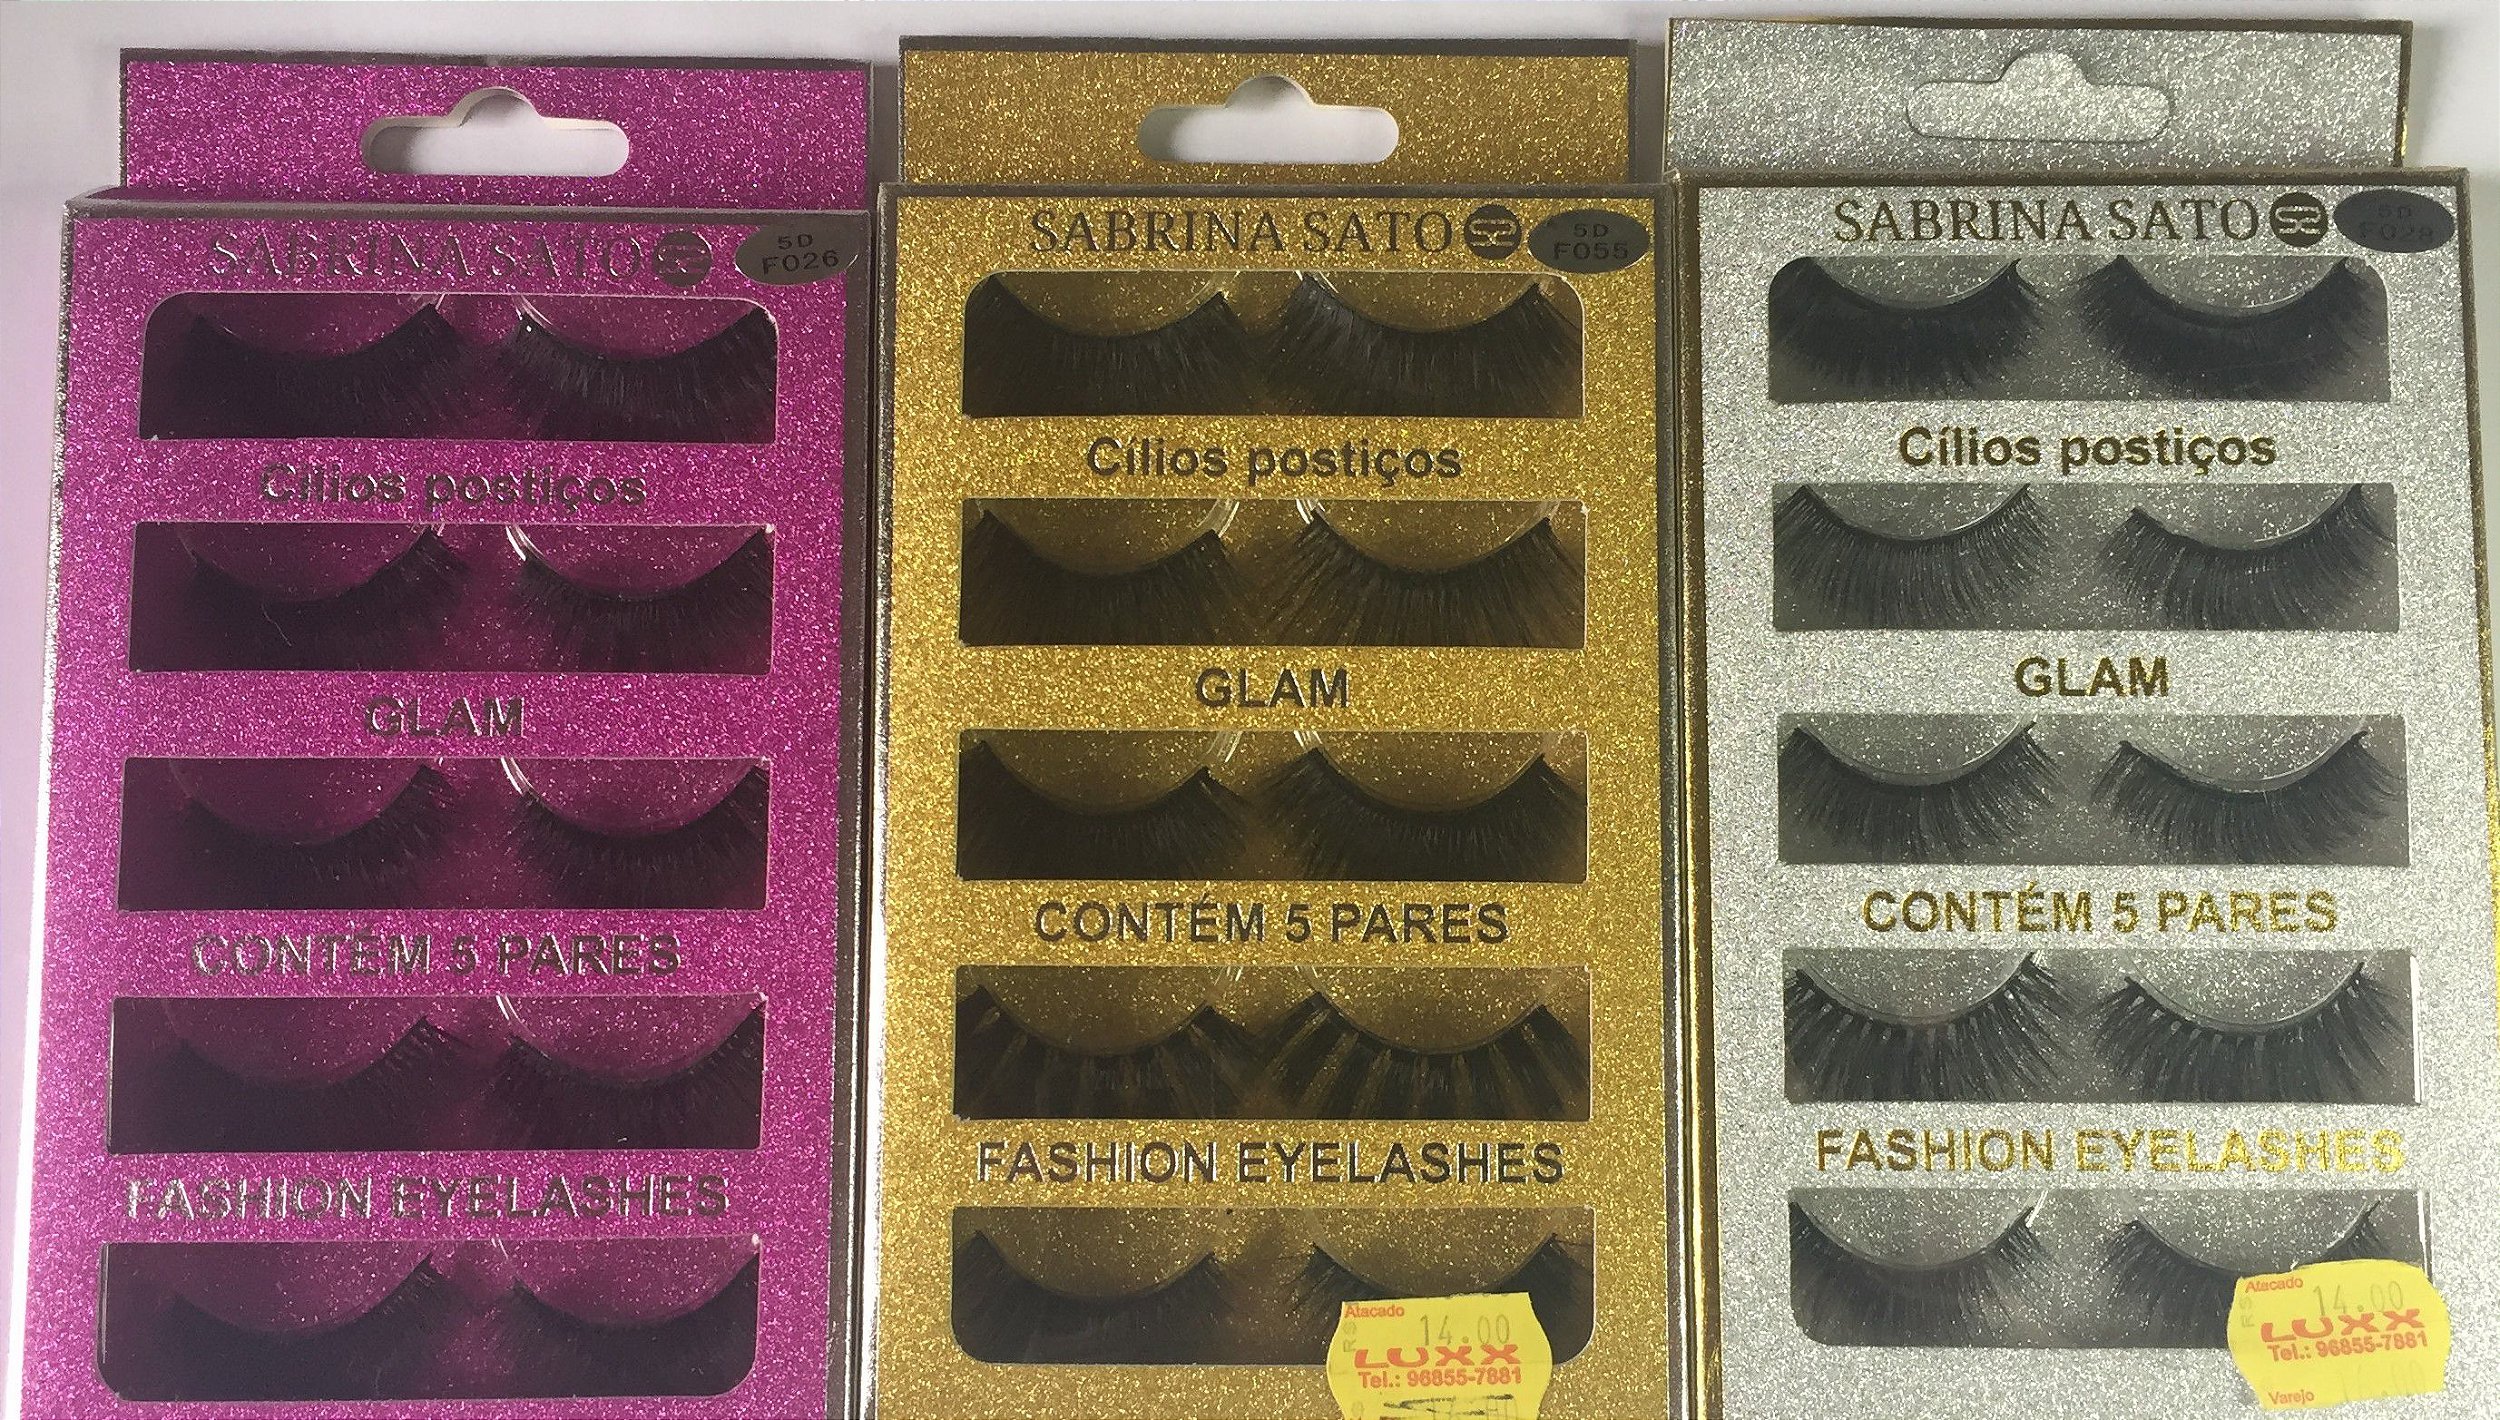 SABRINA SATO
5D
F026
Cílios postiços
GLAM
CONTÉM 5 PARES
FASHION EYELASHES
SABRINA SATO
5D
F055
Cílios postiços
GLAM
CONTÉM 5 PARES
FASHION EYELASHES
Atacado
R$ 14.00
LUXX
Tel.: 96855-7881
SABRINA SATO
5D
F028
Cílios postiços
GLAM
CONTÉM 5 PARES
FASHION EYELASHES
Atacado
R$ 14.00
LUXX
Tel.: 96855-7881
Varejo